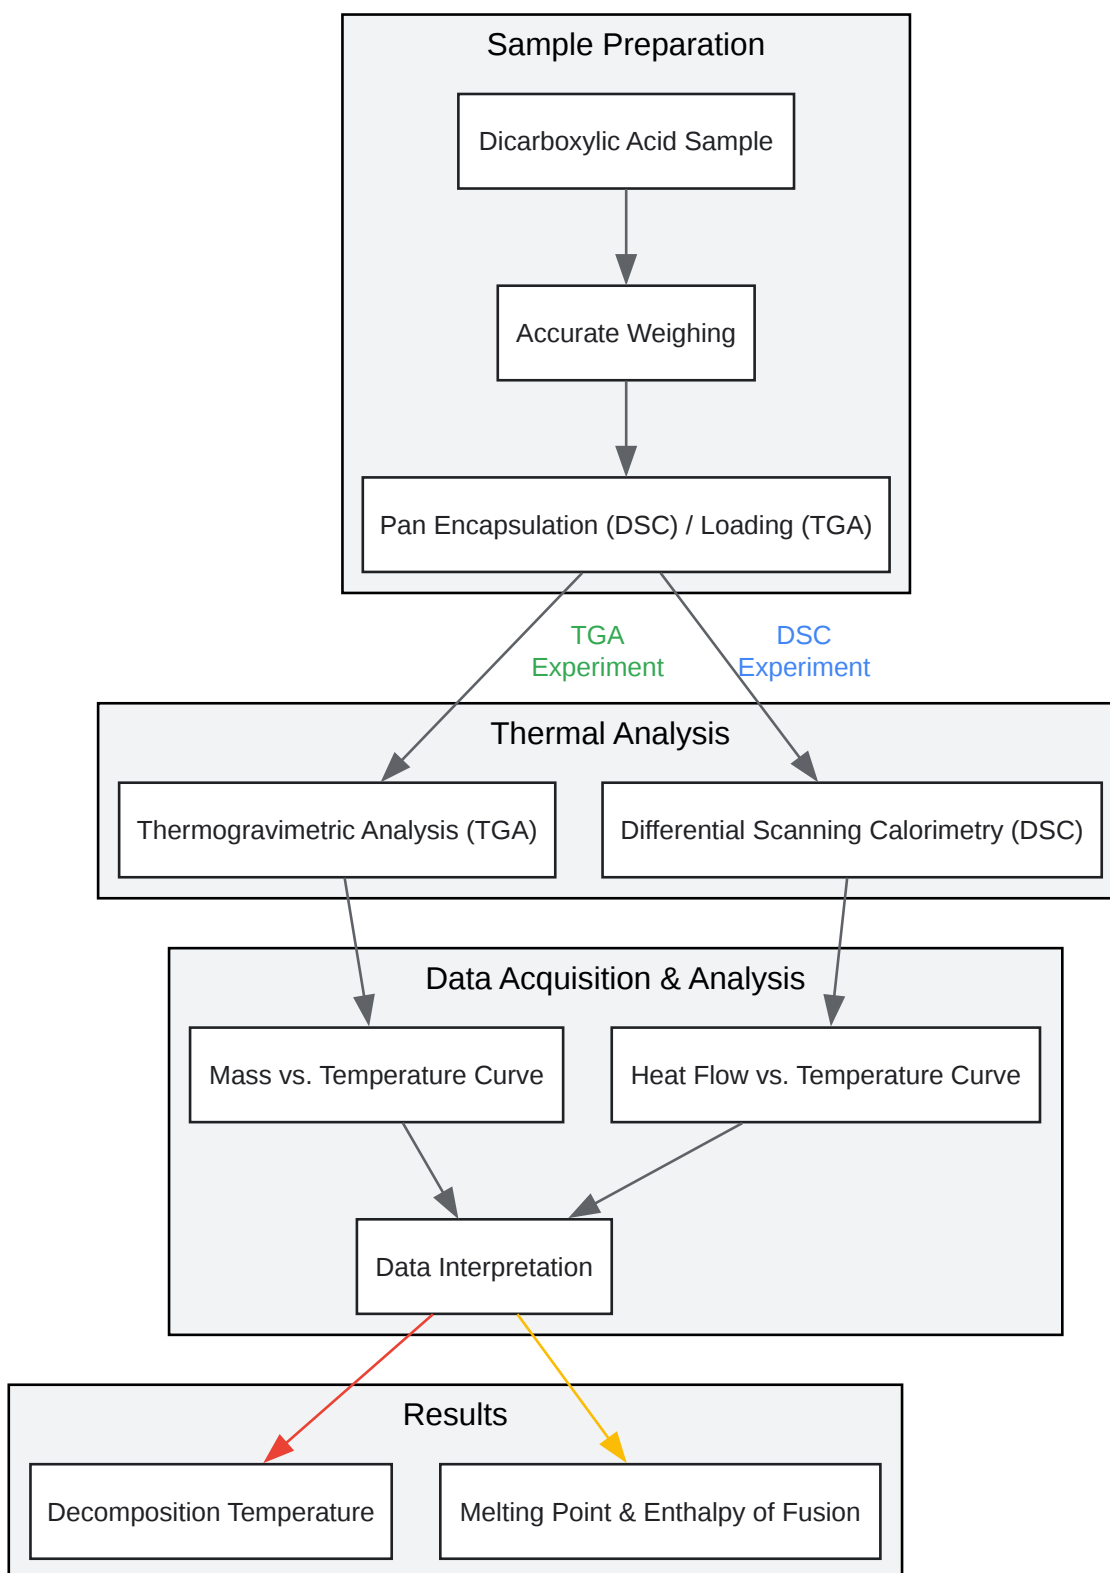 Sample Preparation
Dicarboxylic Acid Sample
Accurate Weighing
Pan Encapsulation (DSC) / Loading (TGA)
TGA
Experiment
DSC
Experiment
Thermal Analysis
Thermogravimetric Analysis (TGA)
Differential Scanning Calorimetry (DSC)
Data Acquisition & Analysis
Mass vs. Temperature Curve
Heat Flow vs. Temperature Curve
Data Interpretation
Results
Decomposition Temperature
Melting Point & Enthalpy of Fusion